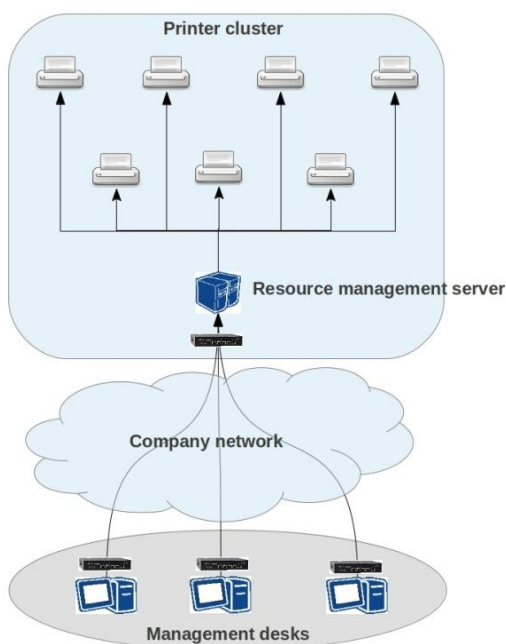 Printer cluster
Resource management server
Company network
Management desks